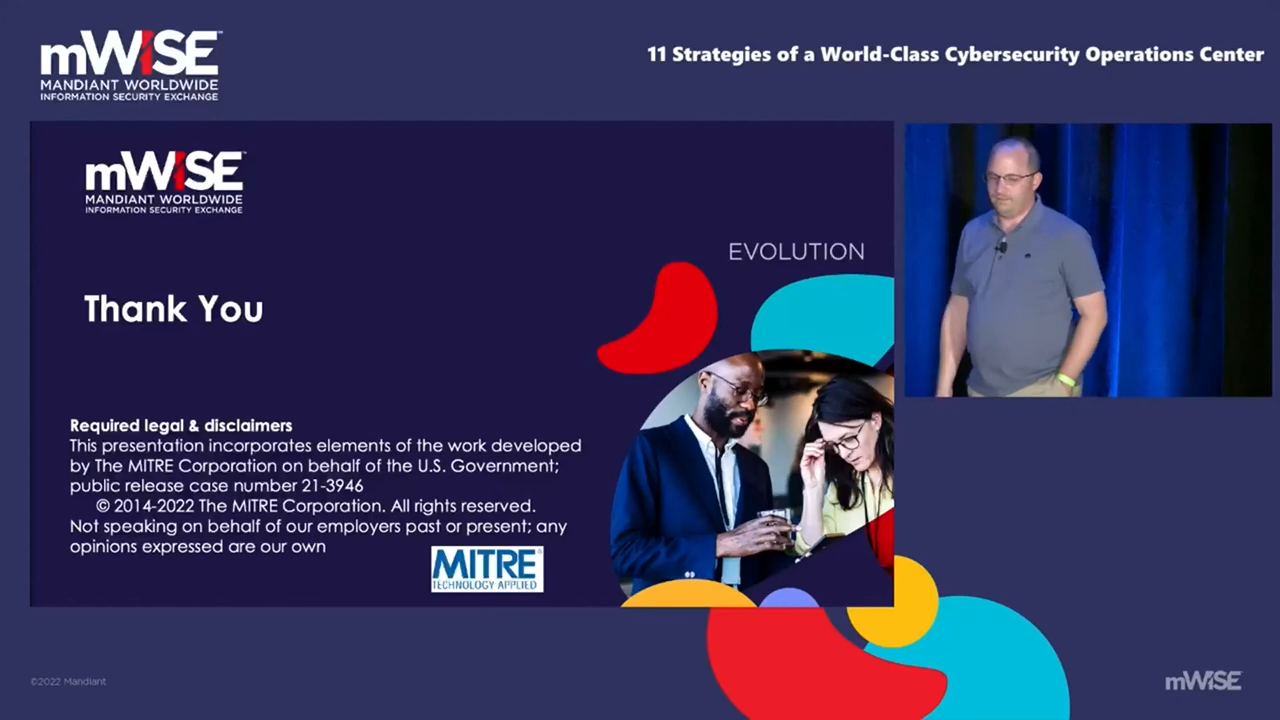 mWISE™
MANDIANT WORLDWIDE
INFORMATION SECURITY EXCHANGE
11 Strategies of a World-Class Cybersecurity Operations Center
mWISE™
MANDIANT WORLDWIDE
INFORMATION SECURITY EXCHANGE
EVOLUTION
Thank You
Required legal & disclaimers
This presentation incorporates elements of the work developed
by The MITRE Corporation on behalf of the U.S. Government;
public release case number 21-3946
© 2014-2022 The MITRE Corporation. All rights reserved.
Not speaking on behalf of our employers past or present; any
opinions expressed are our own
MITRE
TECHNOLOGY APPLIED
©2022 Mandiant
mWISE